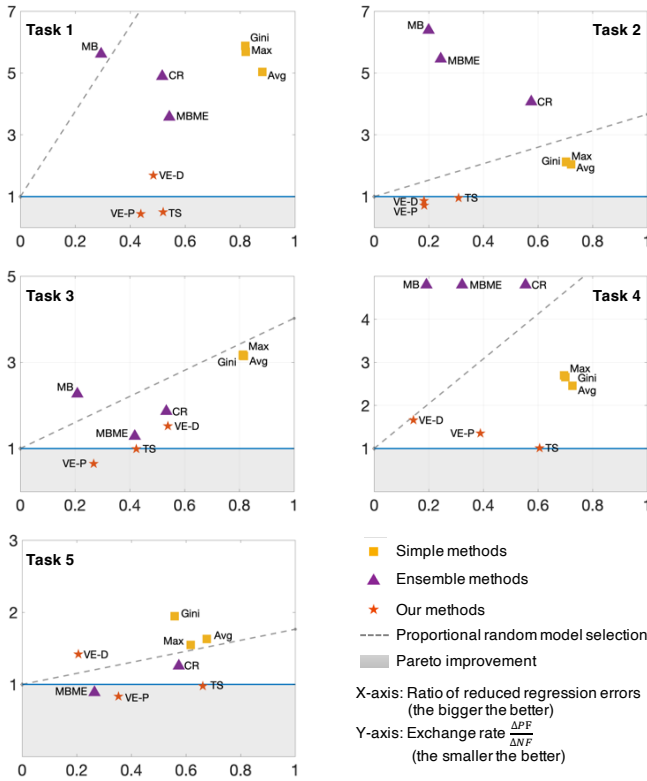 Task 1
7
5
3
1
0
0.2
0.4
0.6
0.8
1
MB
CR
MBME
Gini
Max
Avg
VE-D
VE-P
TS
Task 2
7
5
3
1
0
0.2
0.4
0.6
0.8
1
MB
MBME
CR
Gini
Max
Avg
VE-D
VE-P
TS
Task 3
5
3
1
0
0.2
0.4
0.6
0.8
1
MB
MBME
CR
VE-D
TS
VE-P
Max
Gini
Avg
Task 4
4
3
2
1
0
0.2
0.4
0.6
0.8
1
MB
MBME
CR
Max
Gini
Avg
VE-D
VE-P
TS
Task 5
3
2
1
0
0
0.2
0.4
0.6
0.8
1
Gini
Max
Avg
VE-D
CR
MBME
VE-P
TS
Simple methods
Ensemble methods
Our methods
Proportional random model selection
Pareto improvement
X-axis: Ratio of reduced regression errors
(the bigger the better)
Y-axis: Exchange rate ΔPF/ΔNF
(the smaller the better)